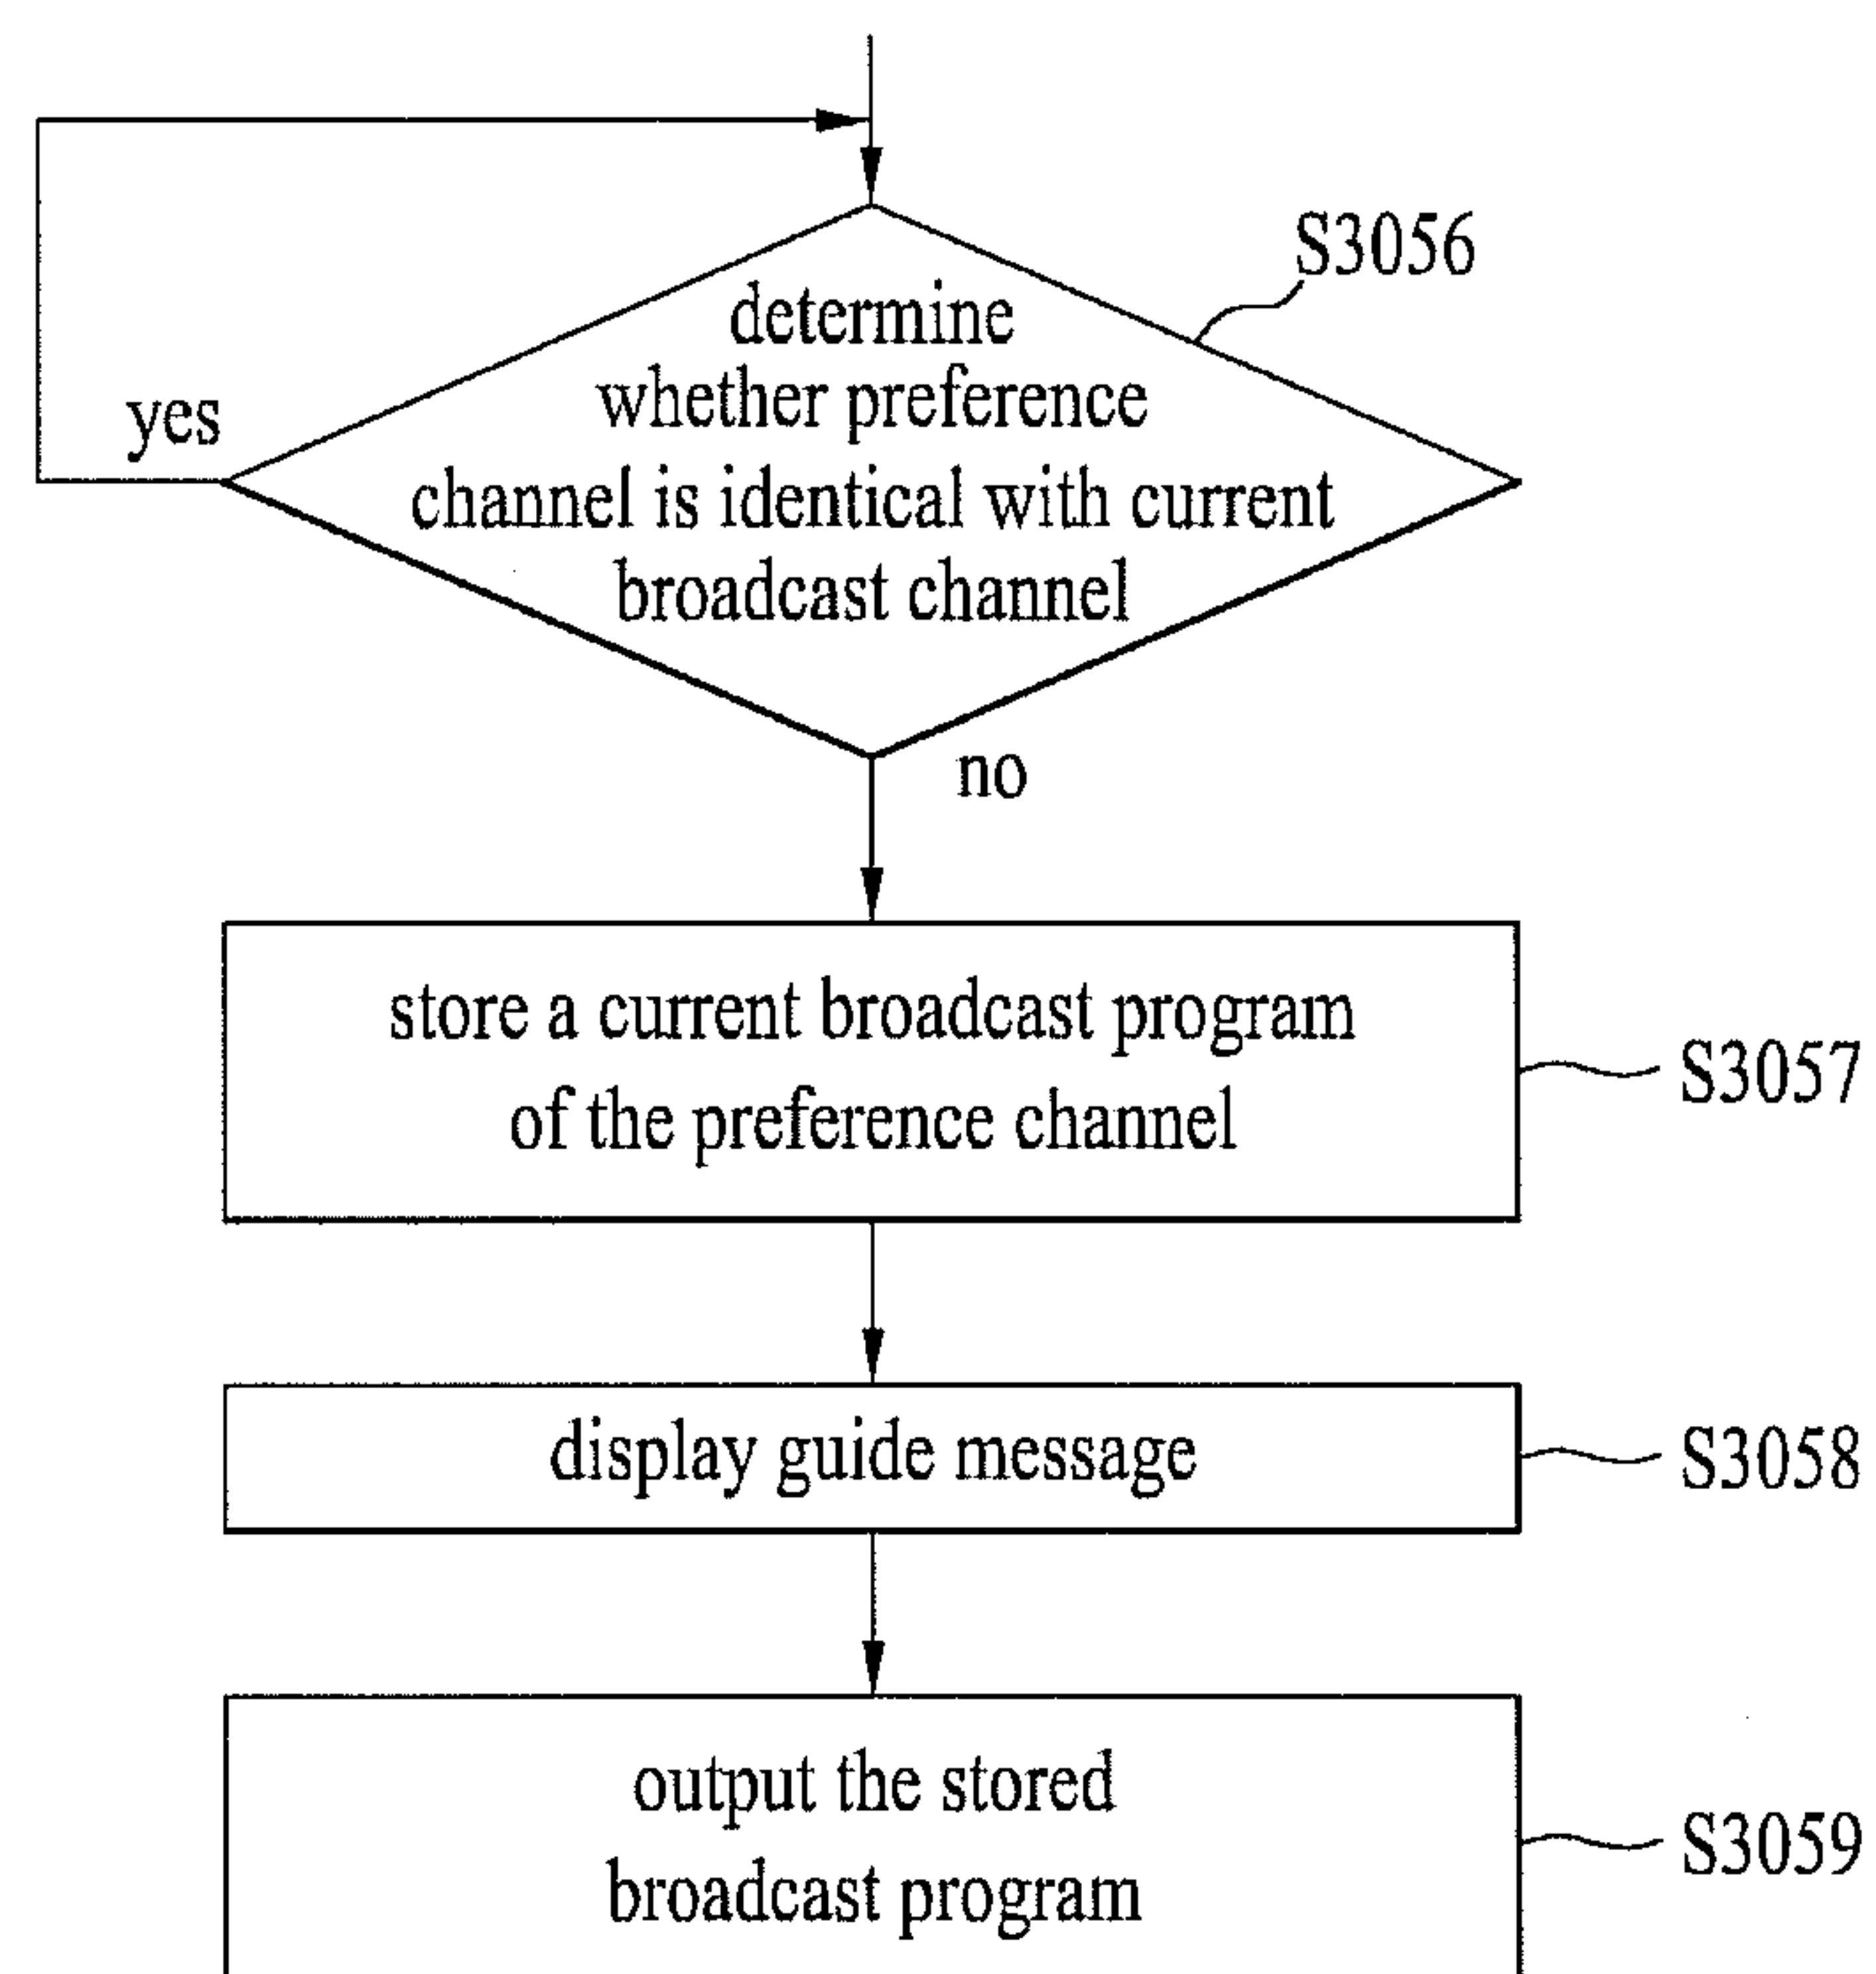 S3056
determine
whether preference
channel is identical with current
broadcast channel
yes
no
store a current broadcast program
of the preference channel
S3057
display guide message
S3058
output the stored
broadcast program
S3059